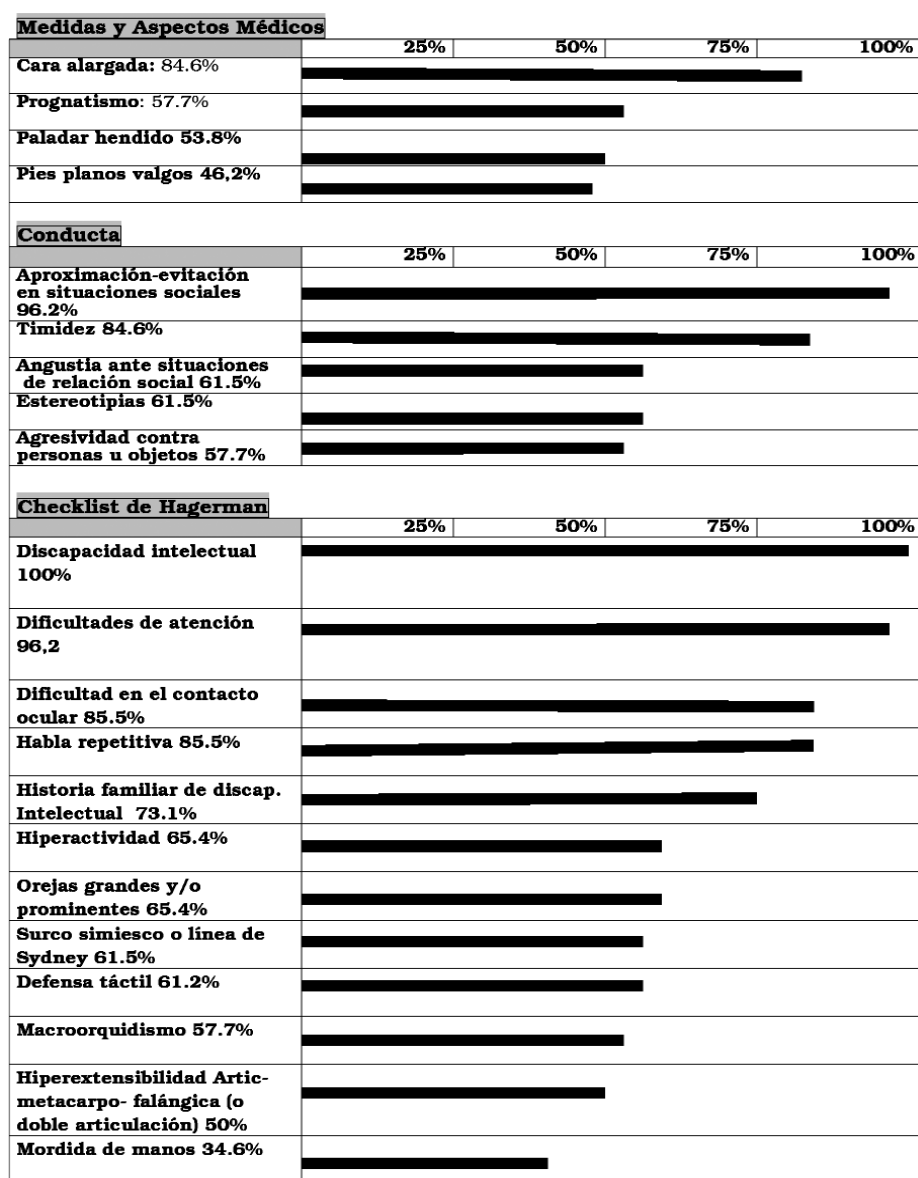 Medidas y Aspectos Médicos
25% 50% 75% 100%
Cara alargada: 84.6%
Prognatismo: 57.7%
Paladar hendido 53.8%
Pies planos valgos 46,2%
Conducta
25% 50% 75% 100%
Aproximación-evitación
en situaciones sociales
96.2%
Timidez 84.6%
Angustia ante situaciones
de relación social 61.5%
Estereotipias 61.5%
Agresividad contra
personas u objetos 57.7%
Checklist de Hagerman
25% 50% 75% 100%
Discapacidad intelectual
100%
Dificultades de atención
96,2
Dificultad en el contacto
ocular 85.5%
Habla repetitiva 85.5%
Historia familiar de discap.
Intelectual 73.1%
Hiperactividad 65.4%
Orejas grandes y/o
prominentes 65.4%
Surco simiesco o línea de
Sydney 61.5%
Defensa táctil 61.2%
Macroorquidismo 57.7%
Hiperextensibilidad Artic-
metacarpo- falángica (o
doble articulación) 50%
Mordida de manos 34.6%